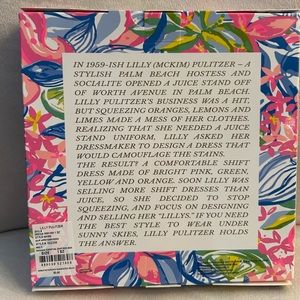 IN 1959-ISH LILLY (MCKIM) PULITZER – A
STYLISH PALM BEACH HOSTESS AND
SOCIALITE OPENED A JUICE STAND OFF
OF WORTH AVENUE IN PALM BEACH.
LILLY PULITZER'S BUSINESS WAS A HIT,
BUT SQUEEZING ORANGES, LEMONS AND
LIMES MADE A MESS OF HER CLOTHES.
REALIZING THAT SHE NEEDED A JUICE
STAND UNIFORM, LILLY ASKED HER
DRESSMAKER TO DESIGN A DRESS THAT
WOULD CAMOUFLAGE THE STAINS.
THE RESULT? A COMFORTABLE SHIFT
DRESS MADE OF BRIGHT PINK, GREEN,
YELLOW AND ORANGE. SOON LILLY WAS
SELLING MORE SHIFT DRESSES THAN
JUICE, SO SHE DECIDED TO STOP
SQUEEZING, AND FOCUS ON DESIGNING
AND SELLING HER "LILLYS." IF YOU NEED
THE BEST STYLE TO WEAR UNDER
SUNNY SKIES, LILLY PULITZER HOLDS
THE ANSWER.
LILLY PULITZER